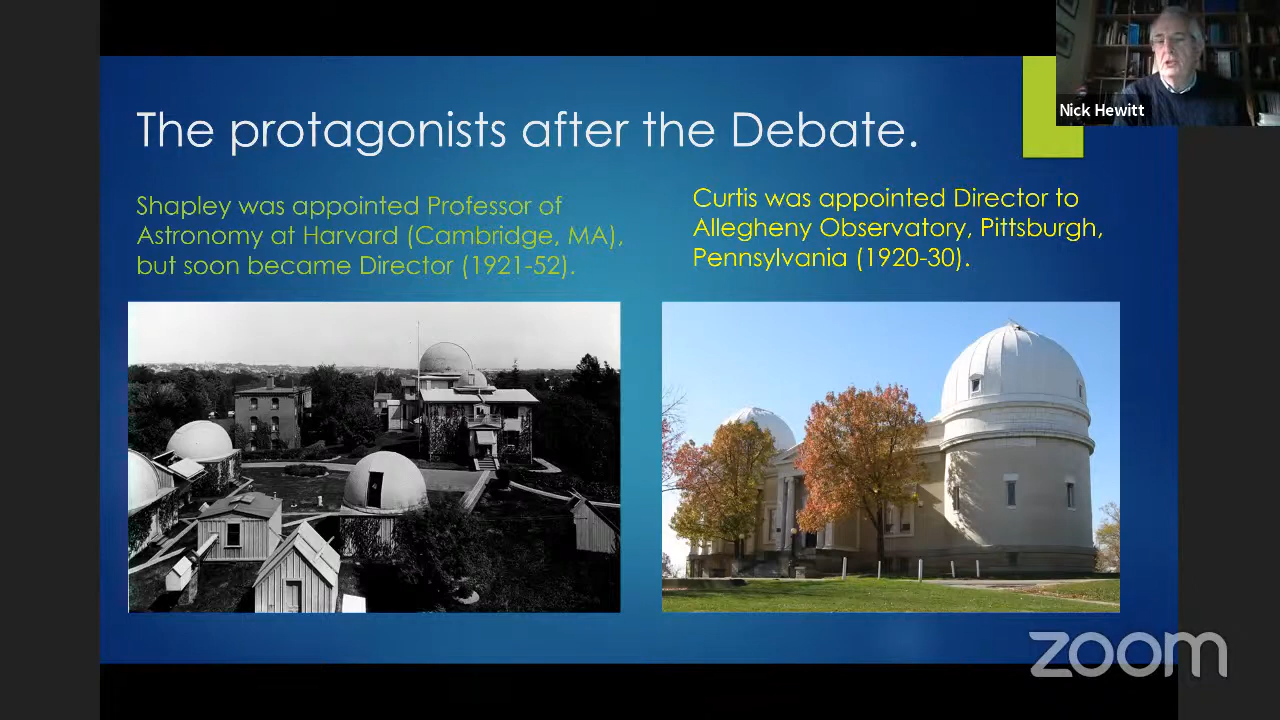 Nick Hewitt
The protagonists after the Debate.
Shapley was appointed Professor of
Astronomy at Harvard (Cambridge, MA),
but soon became Director (1921-52).
Curtis was appointed Director to
Allegheny Observatory, Pittsburgh,
Pennsylvania (1920-30).
zoom